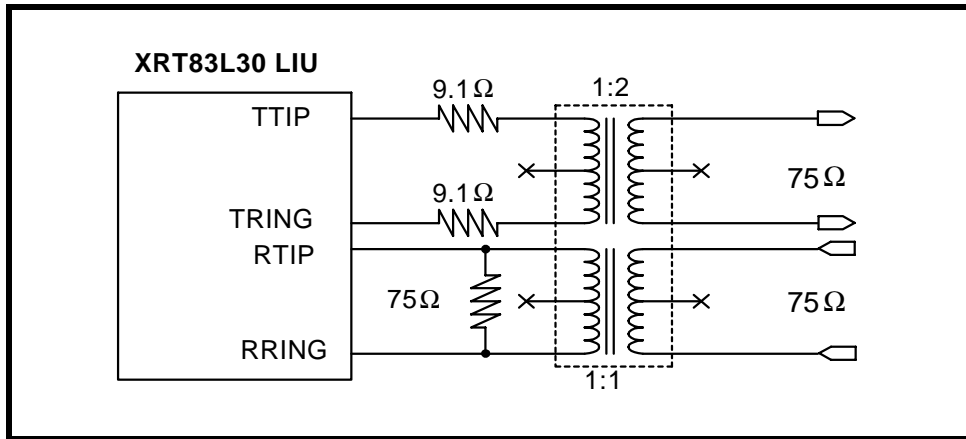 XRT83L30 LIU
9.1Ω
1:2
TTIP
75Ω
9.1Ω
TRING
RTIP
75Ω
75Ω
RRING
1:1